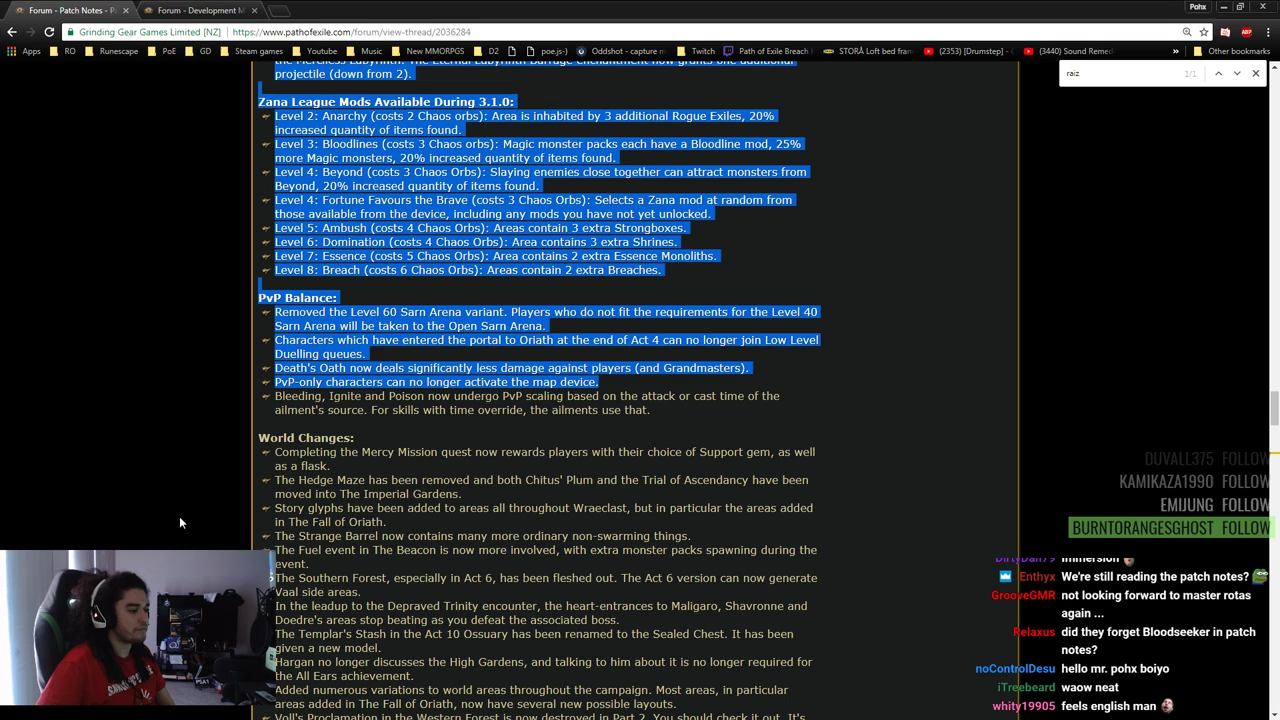 Forum - Patch Notes - P
Forum - Development M
Pohx
Grinding Gear Games Limited [NZ]
https://www.pathofexile.com/forum/view-thread/2036284
Apps
RO
Runescape
PoE
GD
Steam games
Youtube
Music
New MMORPGS
D2
poe.js-)
Oddshot - capture m
Twitch
Path of Exile Breach
STORÅ Loft bed fram
(2353) [Drumstep]
(3440) Sound Remed
Other bookmarks
raiz
1/1
the Merciless Labyrinth. The Eternal Labyrinth Barrage Enchantment now grants one additional
projectile (down from 2).
Zana League Mods Available During 3.1.0:
Level 2: Anarchy (costs 2 Chaos orbs): Area is inhabited by 3 additional Rogue Exiles, 20%
increased quantity of items found.
Level 3: Bloodlines (costs 3 Chaos orbs): Magic monster packs each have a Bloodline mod, 25%
more Magic monsters, 20% increased quantity of items found.
Level 4: Beyond (costs 3 Chaos Orbs): Slaying enemies close together can attract monsters from
Beyond, 20% increased quantity of items found.
Level 4: Fortune Favours the Brave (costs 3 Chaos Orbs): Selects a Zana mod at random from
those available from the device, including any mods you have not yet unlocked.
Level 5: Ambush (costs 4 Chaos Orbs): Areas contain 3 extra Strongboxes.
Level 6: Domination (costs 4 Chaos Orbs): Area contains 3 extra Shrines.
Level 7: Essence (costs 5 Chaos Orbs): Area contains 2 extra Essence Monoliths.
Level 8: Breach (costs 6 Chaos Orbs): Areas contain 2 extra Breaches.
PvP Balance:
Removed the Level 60 Sarn Arena variant. Players who do not fit the requirements for the Level 40
Sarn Arena will be taken to the Open Sarn Arena.
Characters which have entered the portal to Oriath at the end of Act 4 can no longer join Low Level
Duelling queues.
Death's Oath now deals significantly less damage against players (and Grandmasters).
PvP-only characters can no longer activate the map device.
Bleeding, Ignite and Poison now undergo PvP scaling based on the attack or cast time of the
ailment's source. For skills with time override, the ailments use that.
World Changes:
Completing the Mercy Mission quest now rewards players with their choice of Support gem, as well
as a flask.
The Hedge Maze has been removed and both Chitus' Plum and the Trial of Ascendancy have been
moved into The Imperial Gardens.
Story glyphs have been added to areas all throughout Wraeclast, but in particular the areas added
in The Fall of Oriath.
The Strange Barrel now contains many more ordinary non-swarming things.
The Fuel event in The Beacon is now more involved, with extra monster packs spawning during the
event.
The Southern Forest, especially in Act 6, has been fleshed out. The Act 6 version can now generate
Vaal side areas.
In the leadup to the Depraved Trinity encounter, the heart-entrances to Maligaro, Shavronne and
Doedre's areas stop beating as you defeat the associated boss.
The Templar's Stash in the Act 10 Ossuary has been renamed to the Sealed Chest. It has been
given a new model.
Hargan no longer discusses the High Gardens, and talking to him about it is no longer required for
the All Ears achievement.
Added numerous variations to world areas throughout the campaign. Most areas, in particular
areas added in The Fall of Oriath, now have several new possible layouts.
Voll's Proclamation in the Western Forest is now destroyed in Part 2. You should check it out. It's
DUVALL375 FOLLOW
KAMIKAZA1990 FOLLOW
EMIJUNG FOLLOW
BURNTORANGESGHOST FOLLOW
DirtyDan79 immersion
Enthyx We're still reading the patch notes?
GrooveGMR not looking forward to master rotas
again ...
Relaxus did they forget Bloodseeker in patch
notes?
noControlDesu hello mr. pohx boiyo
iTreebeard waow neat
whity19905 feels english man